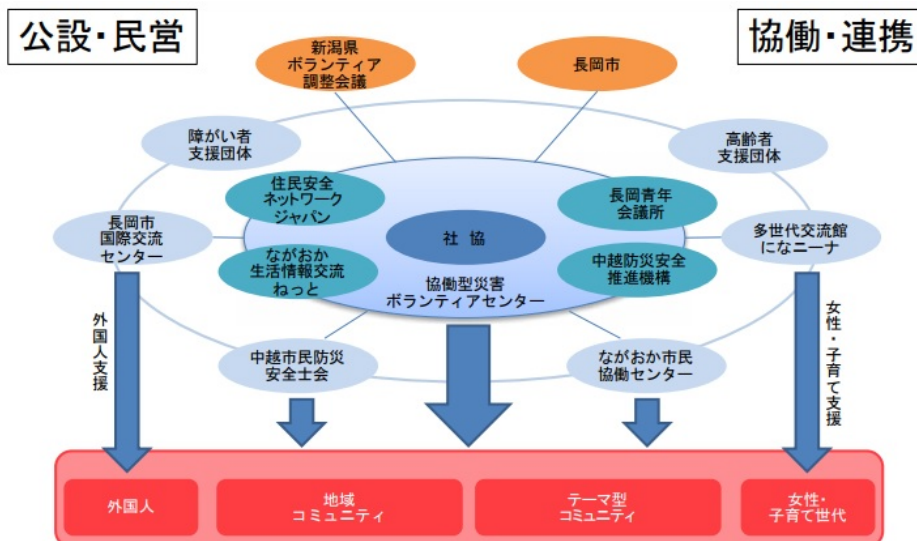 公設・民営
協働・連携
新潟県
ボランティア
調整会議
長岡市
障がい者
支援団体
高齢者
支援団体
住民安全
ネットワーク
ジャパン
長岡青年
会議所
長岡市
国際交流
センター
社協
多世代交流館
になニーナ
ながおか
生活情報交流
ねっと
中越防災安全
推進機構
協働型災害
ボランティアセンター
外国人支援
女性・子育て支援
中越市民防災
安全士会
ながおか市民
協働センター
外国人
地域
コミュニティ
テーマ型
コミュニティ
女性・
子育て世代